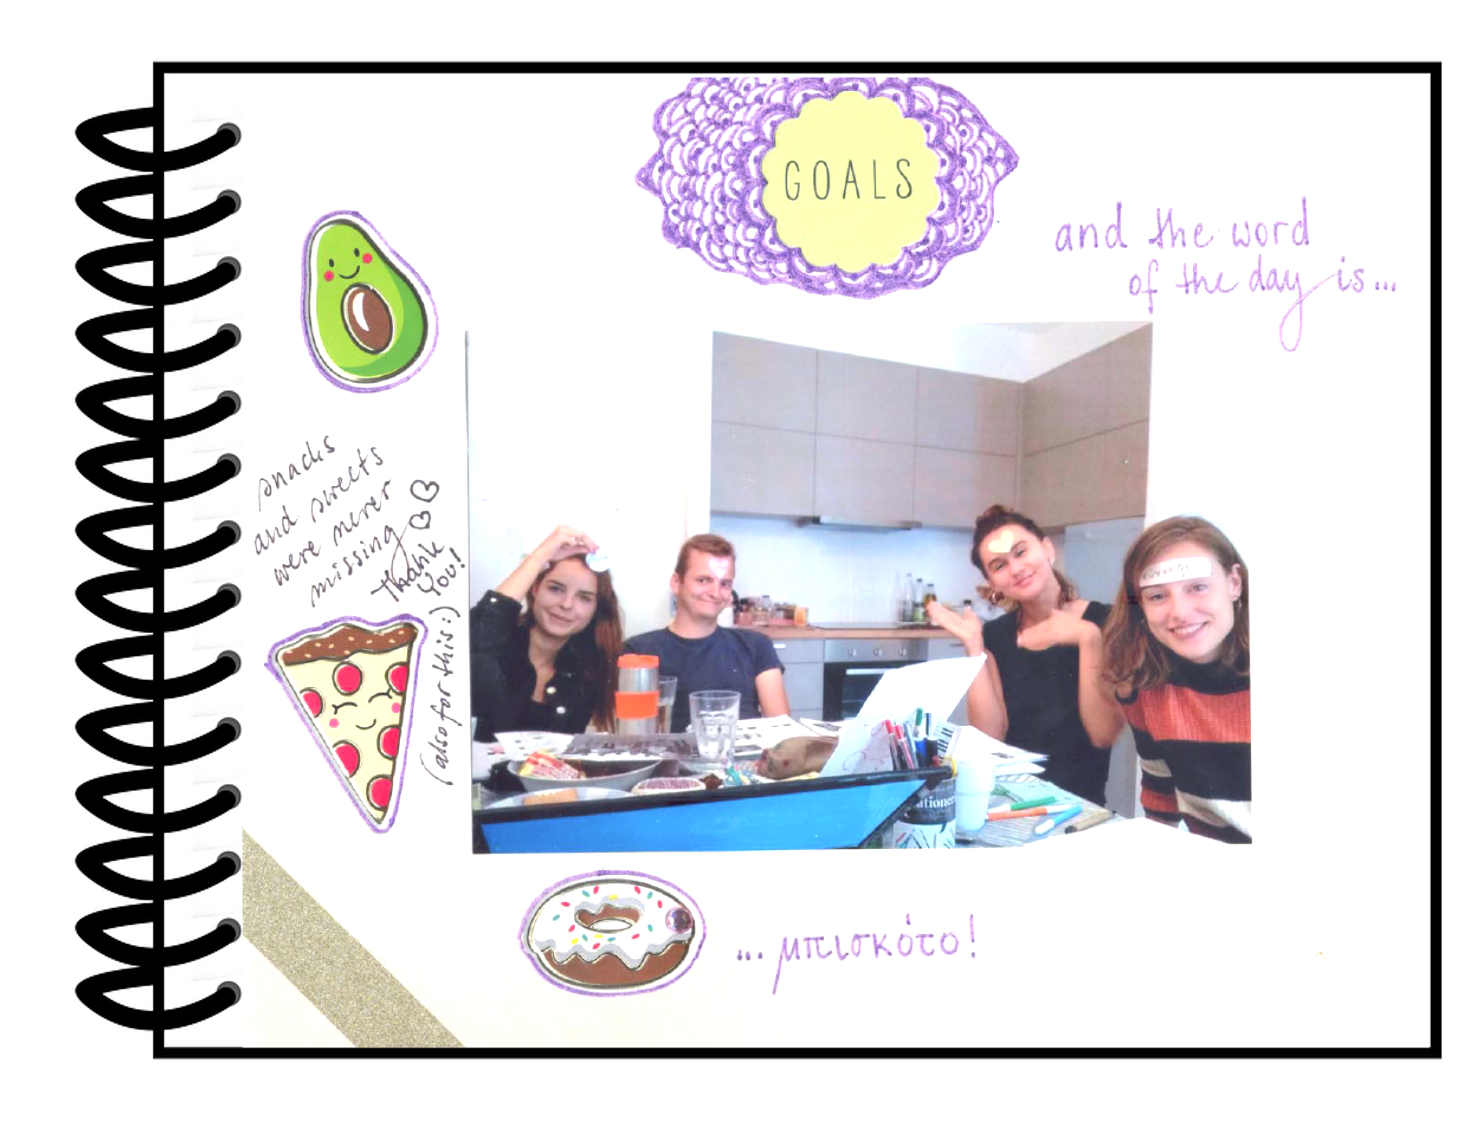 GOALS
and the word
of the day is...
snacks
and sweets
were never
missing
Thank
You!
(also for this :)
...μπισκότο!